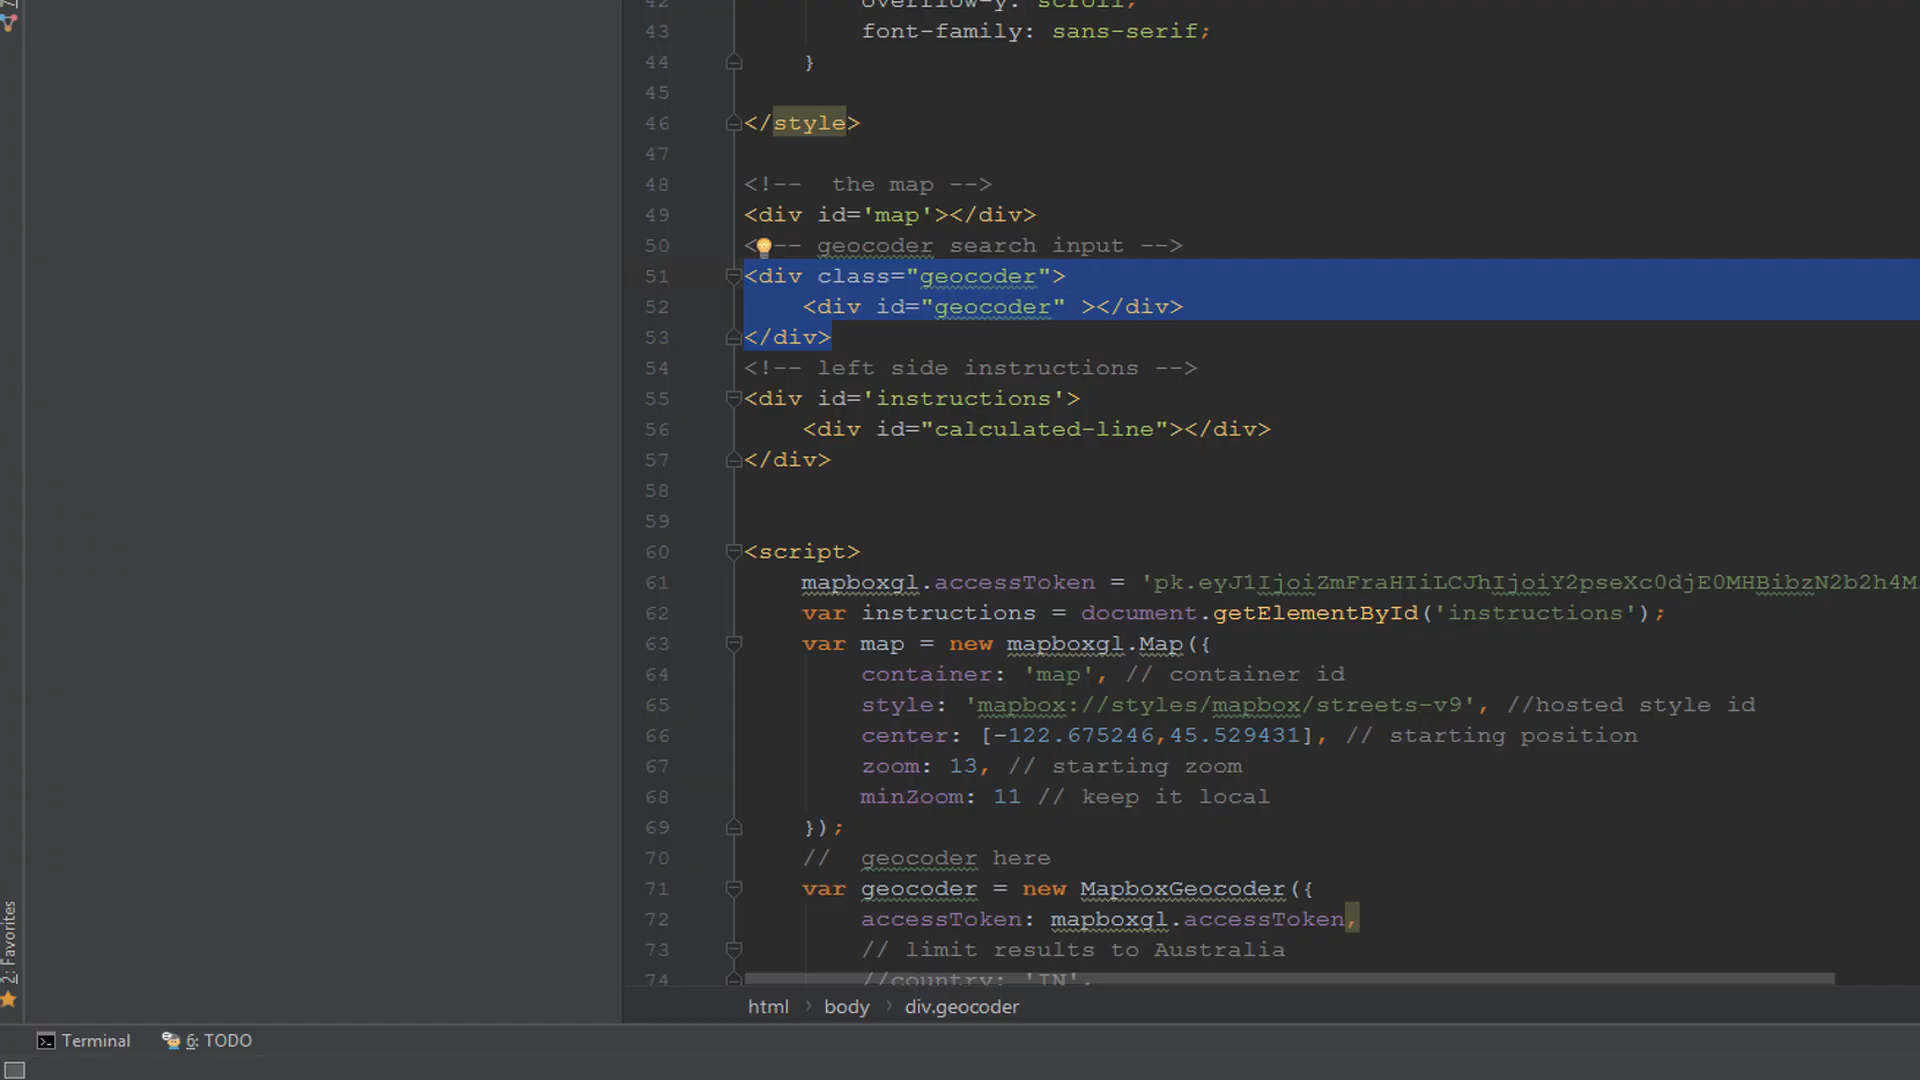 42 overflow-y: scroll;
43 font-family: sans-serif;
44 }
45
46 </style>
47
48 <!--  the map -->
49 <div id='map'></div>
50 <!-- geocoder search input -->
51 <div class="geocoder">
52 <div id="geocoder" ></div>
53 </div>
54 <!-- left side instructions -->
55 <div id='instructions'>
56 <div id="calculated-line"></div>
57 </div>
58
59
60 <script>
61 mapboxgl.accessToken = 'pk.eyJ1IjoiZmFraHIiLCJhIjoiY2pseXc0djE0MHBibzN2b2h4M
62 var instructions = document.getElementById('instructions');
63 var map = new mapboxgl.Map({
64 container: 'map', // container id
65 style: 'mapbox://styles/mapbox/streets-v9', //hosted style id
66 center: [-122.675246,45.529431], // starting position
67 zoom: 13, // starting zoom
68 minZoom: 11 // keep it local
69 });
70 //  geocoder here
71 var geocoder = new MapboxGeocoder({
72 accessToken: mapboxgl.accessToken,
73 // limit results to Australia
74 //country: 'IN',
html > body > div.geocoder
2: Favorites
Terminal 6: TODO